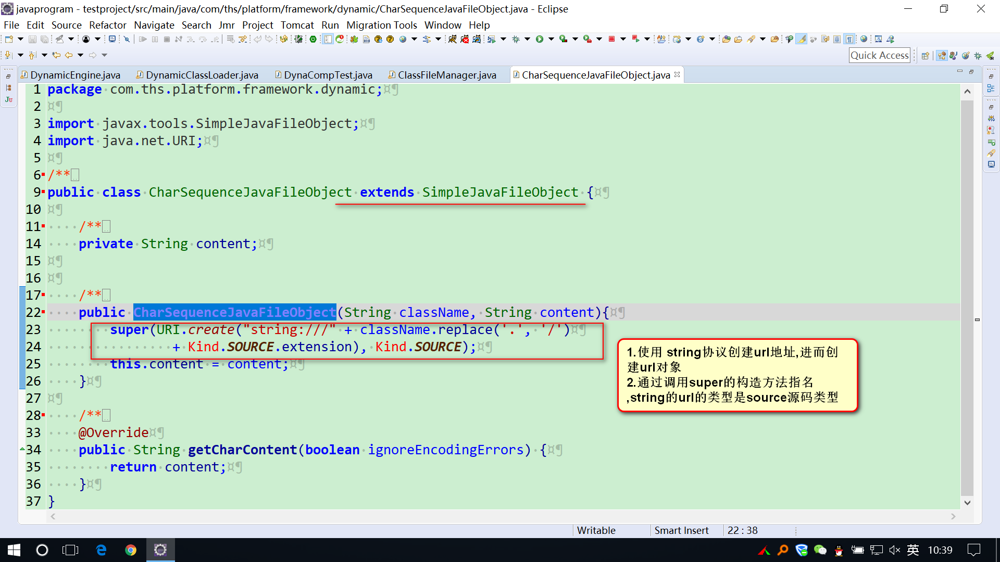 javaprogram - testproject/src/main/java/com/ths/platform/framework/dynamic/CharSequenceJavaFileObject.java - Eclipse
File Edit Source Refactor Navigate Search Jmr Project Tomcat Run Migration Tools Window Help
Quick Access
DynamicEngine.java DynamicClassLoader.java DynaCompTest.java ClassFileManager.java CharSequenceJavaFileObject.java
1 package com.ths.platform.framework.dynamic;¤¶
2 ¤¶
3 import javax.tools.SimpleJavaFileObject;¤¶
4 import java.net.URI;¤¶
5 ¤¶
6 /**
9 public class CharSequenceJavaFileObject extends SimpleJavaFileObject {¤¶
10 ¤¶
11 /**
14 private String content;¤¶
15 ¤¶
16 ¤¶
17 /**
22 public CharSequenceJavaFileObject(String className, String content){¤¶
23 super(URI.create("string:///" + className.replace('.', '/')¤¶
24 + Kind.SOURCE.extension), Kind.SOURCE);¤¶
25 this.content = content;¤¶
26 }¤¶
27 ¤¶
28 /**
33 @Override¤¶
34 public String getCharContent(boolean ignoreEncodingErrors) {¤¶
35 return content;¤¶
36 }¤¶
37 }
1.使用 string协议创建url地址,进而创
建url对象
2.通过调用super的构造方法指名
,string的url的类型是source源码类型
Writable Smart Insert 22 : 38
英 10:39